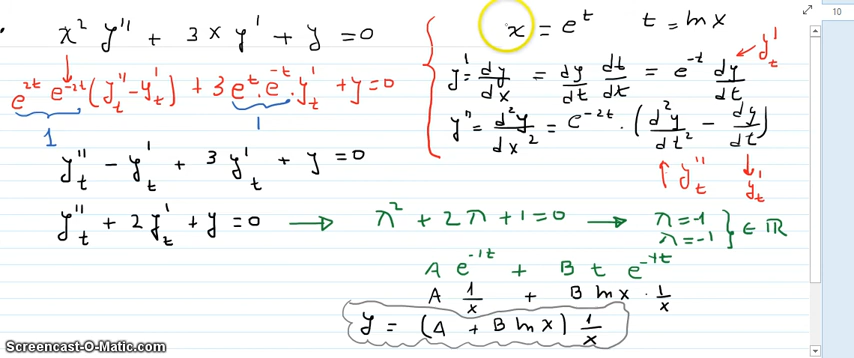 x² y'' + 3 x y' + y = 0
e^{2t} e^{-2t} (y''_t - y'_t) + 3 e^t · e^{-t} · y'_t + y = 0
1 1
y''_t - y'_t + 3 y'_t + y = 0
y''_t + 2 y'_t + y = 0 → r² + 2r + 1 = 0 → r = -1
r = -1 } ∈ ℝ
x = e^t t = ln x
y' = dy/dx = dy/dt dt/dx = e^{-t} dy/dt
y'_t
y'' = d²y/dx² = e^{-2t} · (d²y/dt² - dy/dt)
↑ y''_t ↓ y'_t
A e^{-1t} + B t e^{-1t}
A 1/x + B ln x · 1/x
y = (A + B ln x) 1/x
10
Screencast-O-Matic.com